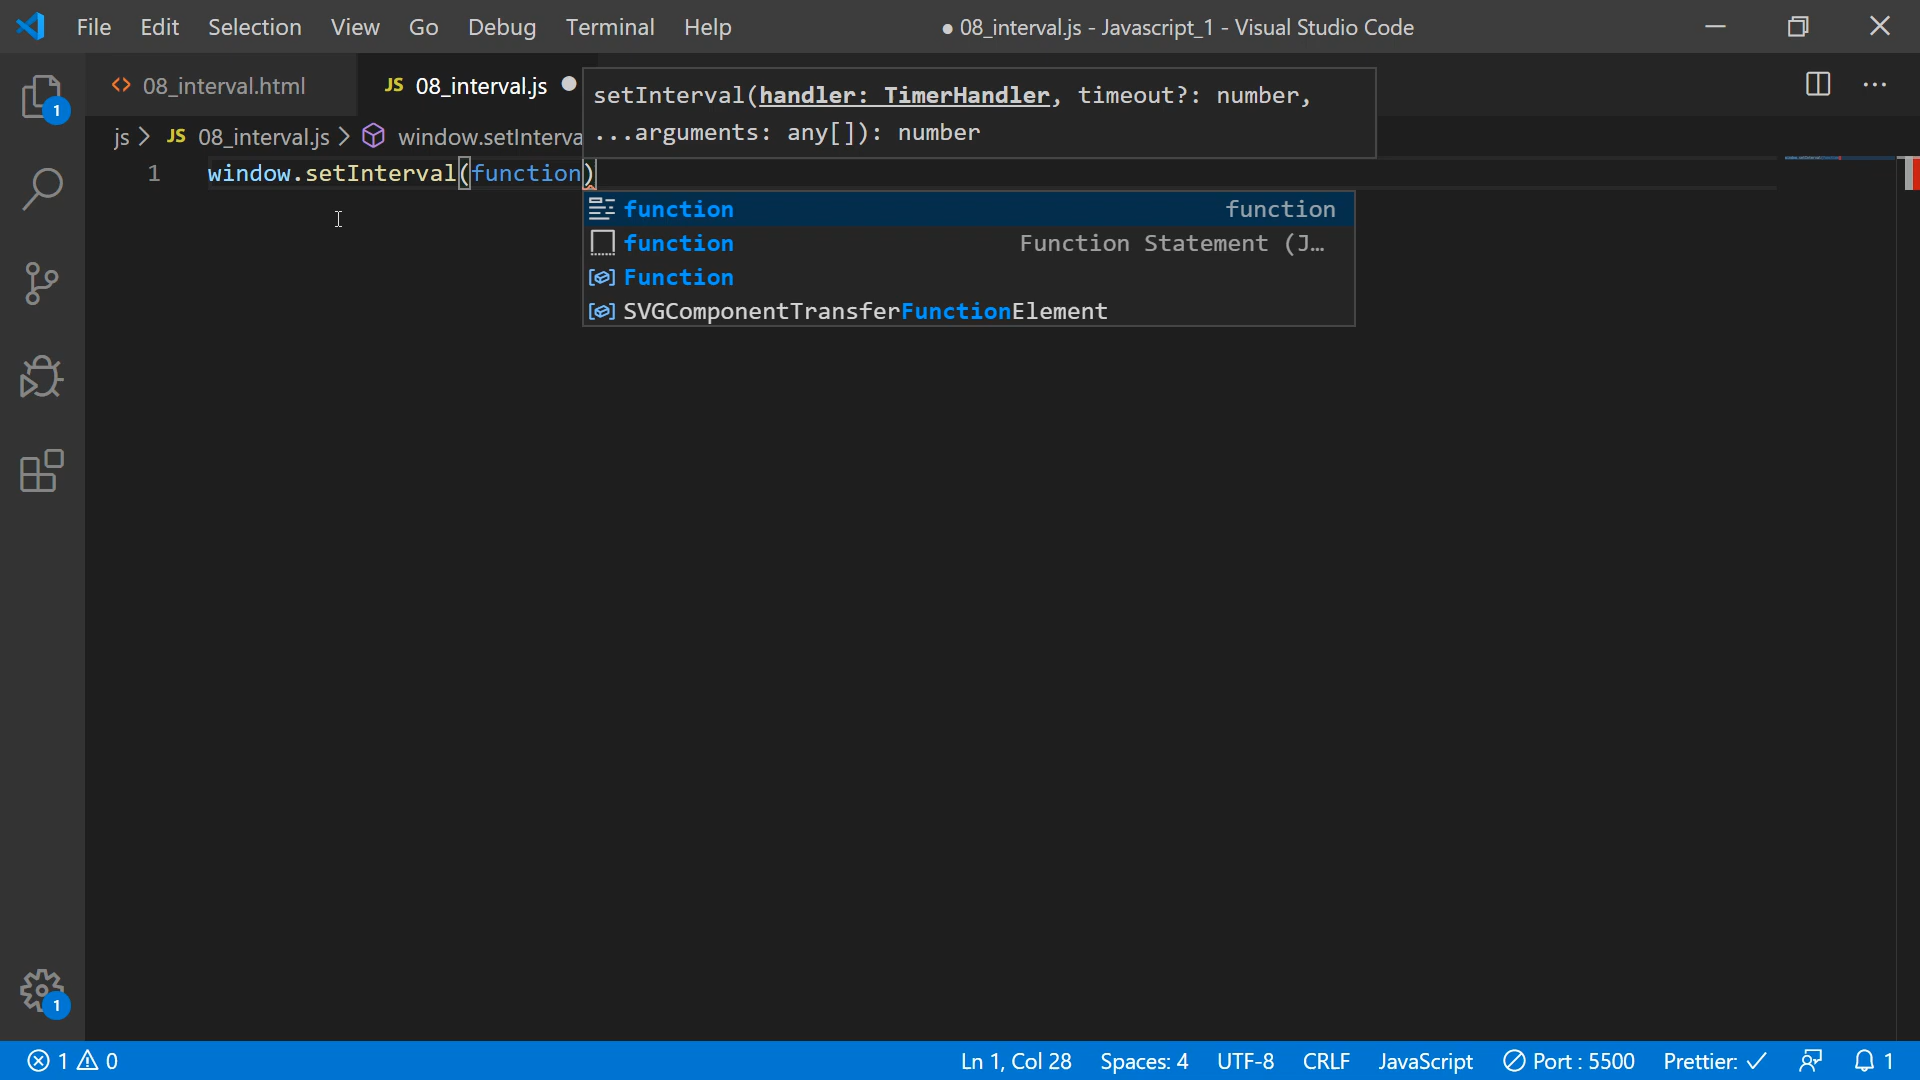 File Edit Selection View Go Debug Terminal Help ● 08_interval.js - Javascript_1 - Visual Studio Code
<> 08_interval.html JS 08_interval.js
setInterval(handler: TimerHandler, timeout?: number,
...arguments: any[]): number
js > JS 08_interval.js > window.setInterva
1 window.setInterval(function)
function function
function Function Statement (J...
Function
SVGComponentTransferFunctionElement
1
1
1 0 Ln 1, Col 28 Spaces: 4 UTF-8 CRLF JavaScript Port : 5500 Prettier: ✓ 1